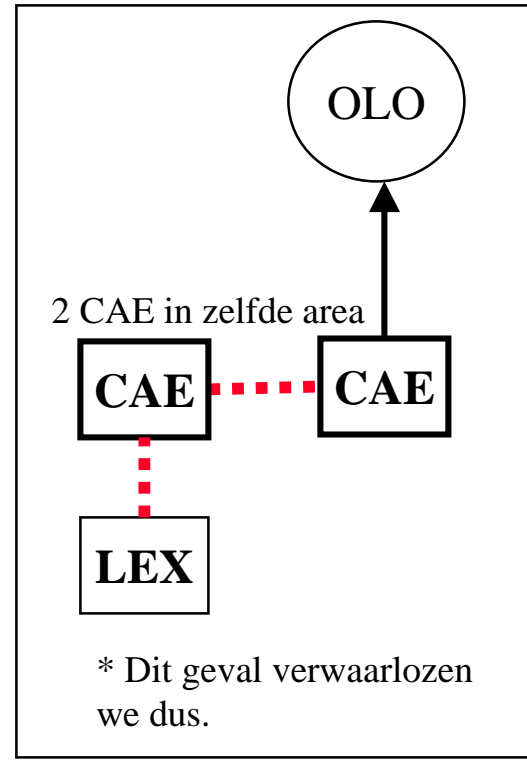 OLO
2 CAE in zelfde area
CAE
CAE
LEX
* Dit geval verwaarlozen
we dus.